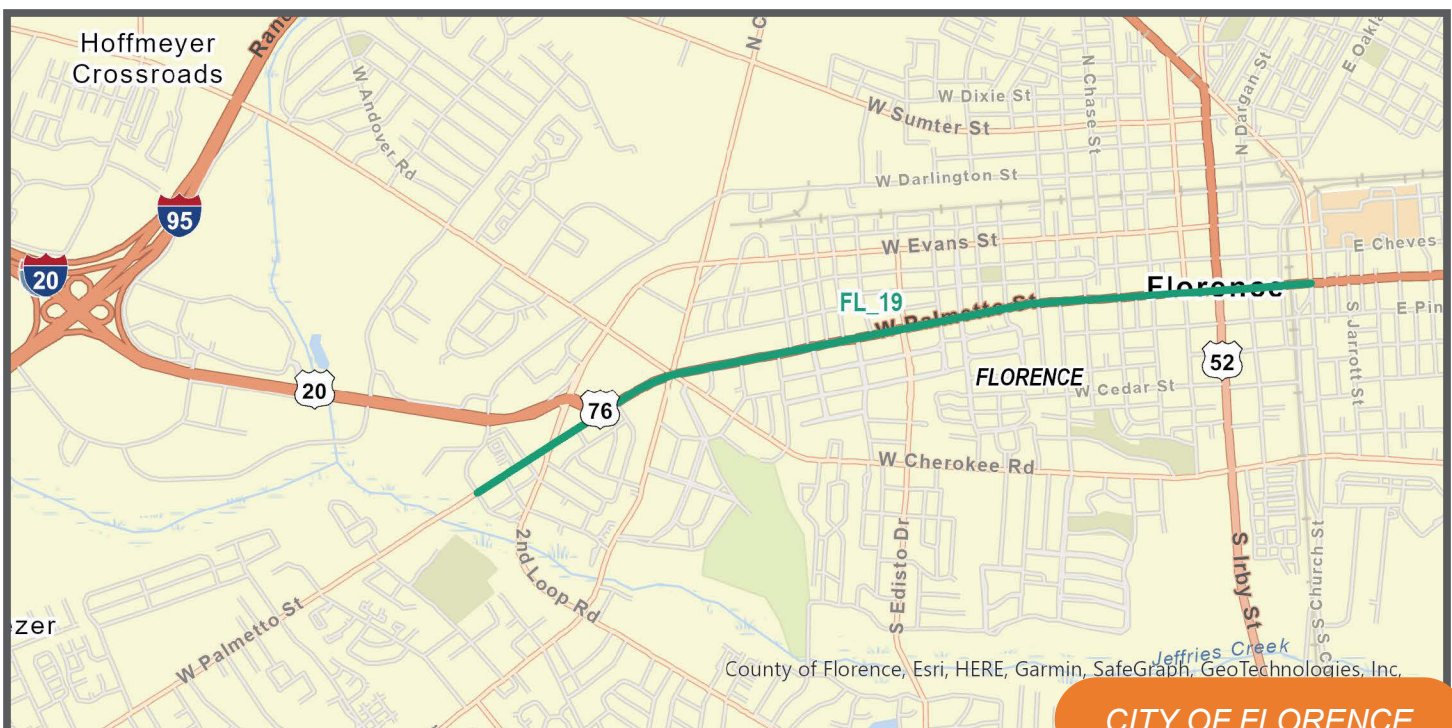 Hoffmeyer
Crossroads
N C
W Andover Rd
N Chase St
W Dixie St
W Sumter St
N Dargan St
W Darlington St
95
W Evans St
E Cheves
20
Florence
FL_19
W Palmetto St
E Pin
S Jarrott St
52
20
FLORENCE
W Cedar St
76
W Cherokee Rd
2nd Loop Rd
S Edisto Dr
S Irby St
S Church St
ezer
W Palmetto St
Jeffries Creek
County of Florence, Esri, HERE, Garmin, SafeGraph, GeoTechnologies, Inc,
CITY OF FLORENCE